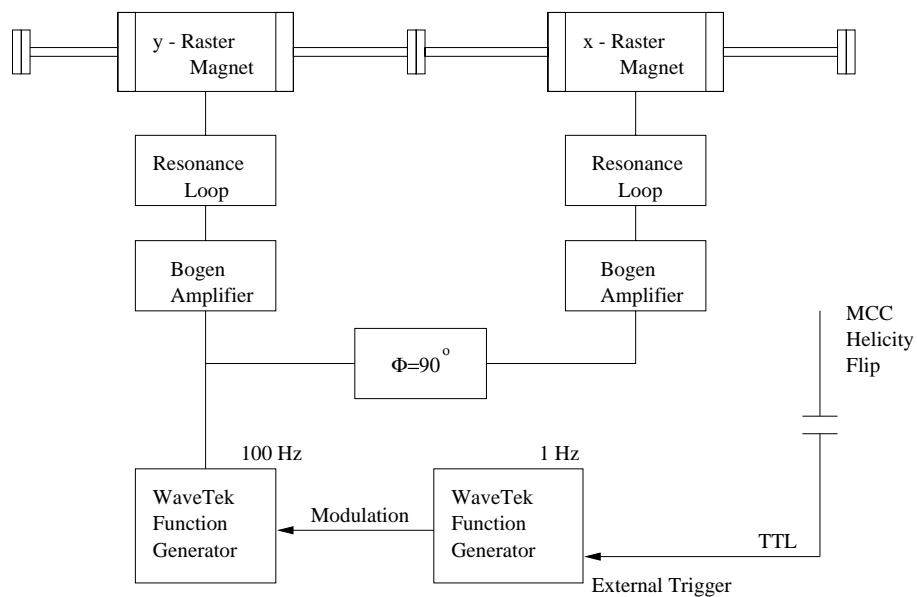 y - Raster
Magnet
x - Raster
Magnet
Resonance
Loop
Resonance
Loop
Bogen
Amplifier
Bogen
Amplifier
MCC
Helicity
Flip
Φ=90°
100 Hz
1 Hz
WaveTek
Function
Generator
Modulation
WaveTek
Function
Generator
TTL
External Trigger